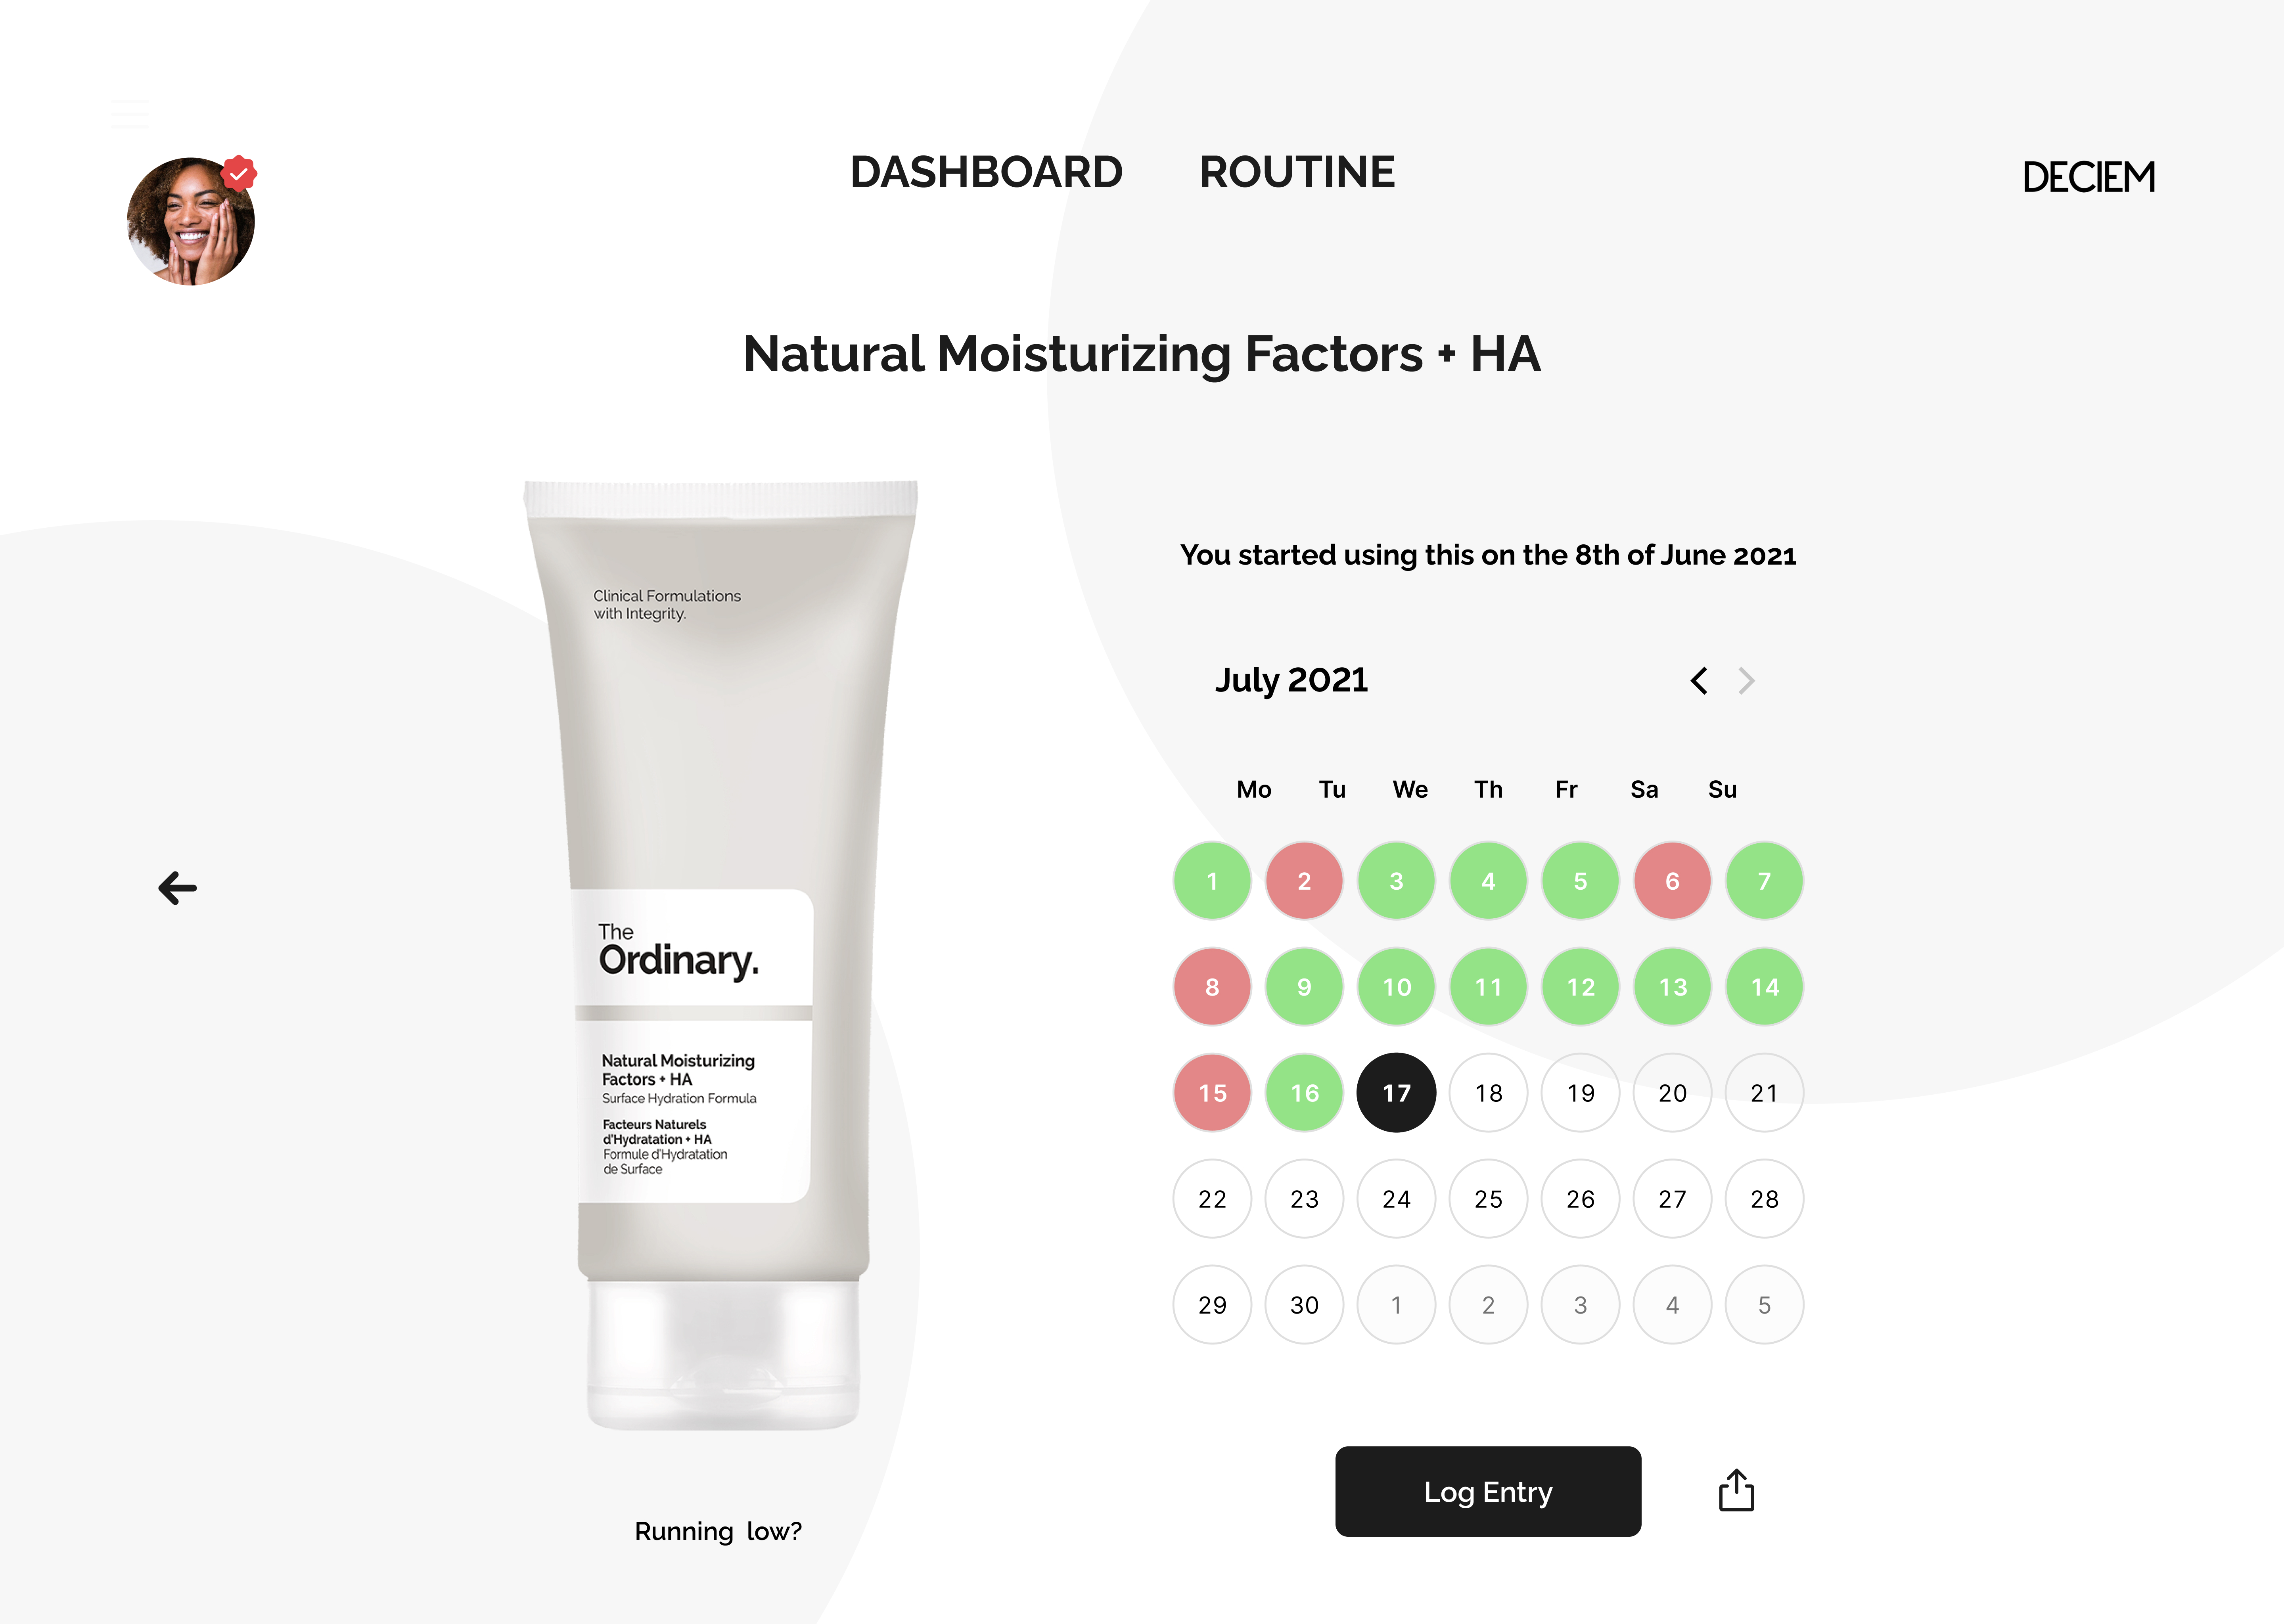 DASHBOARD ROUTINE
DECIEM
Natural Moisturizing Factors + HA
Clinical Formulations
with Integrity.
The
Ordinary.
Natural Moisturizing
Factors + HA
Surface Hydration Formula
Facteurs Naturels
d'Hydratation + HA
Formule d'Hydratation
de Surface
Running low?
You started using this on the 8th of June 2021
July 2021
Mo Tu We Th Fr Sa Su
1 2 3 4 5 6 7
8 9 10 11 12 13 14
15 16 17 18 19 20 21
22 23 24 25 26 27 28
29 30 1 2 3 4 5
Log Entry